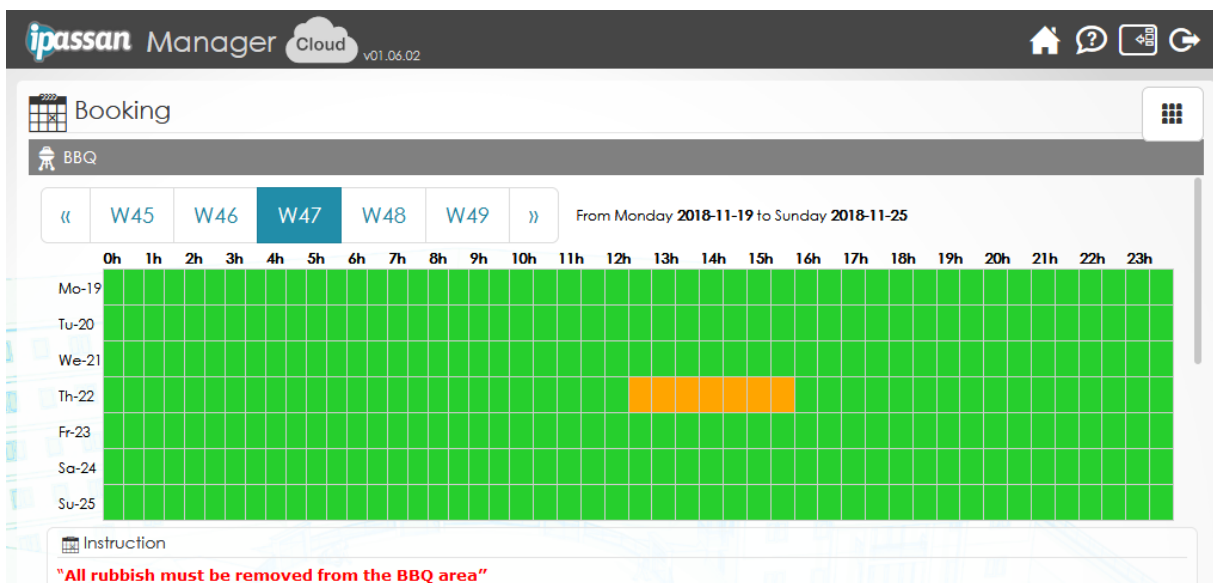 ipassan Manager Cloud v01.06.02
Booking
BBQ
« W45 W46 W47 W48 W49 » From Monday 2018-11-19 to Sunday 2018-11-25
0h 1h 2h 3h 4h 5h 6h 7h 8h 9h 10h 11h 12h 13h 14h 15h 16h 17h 18h 19h 20h 21h 22h 23h
Mo-19
Tu-20
We-21
Th-22
Fr-23
Sa-24
Su-25
Instruction
"All rubbish must be removed from the BBQ area"